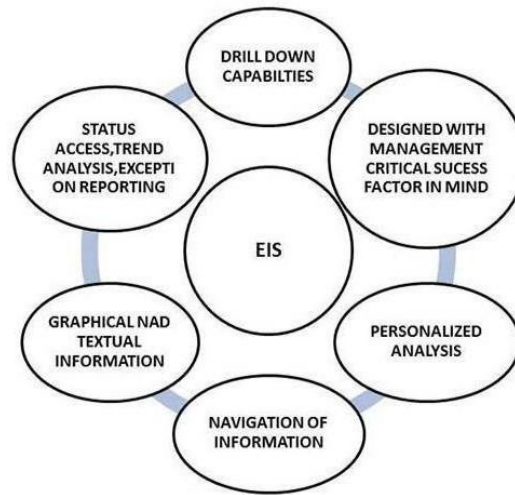 DRILL DOWN
CAPABILTIES
DESIGNED WITH
MANAGEMENT
CRITICAL SUCESS
FACTOR IN MIND
PERSONALIZED
ANALYSIS
NAVIGATION OF
INFORMATION
GRAPHICAL NAD
TEXTUAL
INFORMATION
STATUS
ACCESS,TREND
ANALYSIS,EXCEPTI
ON REPORTING
EIS